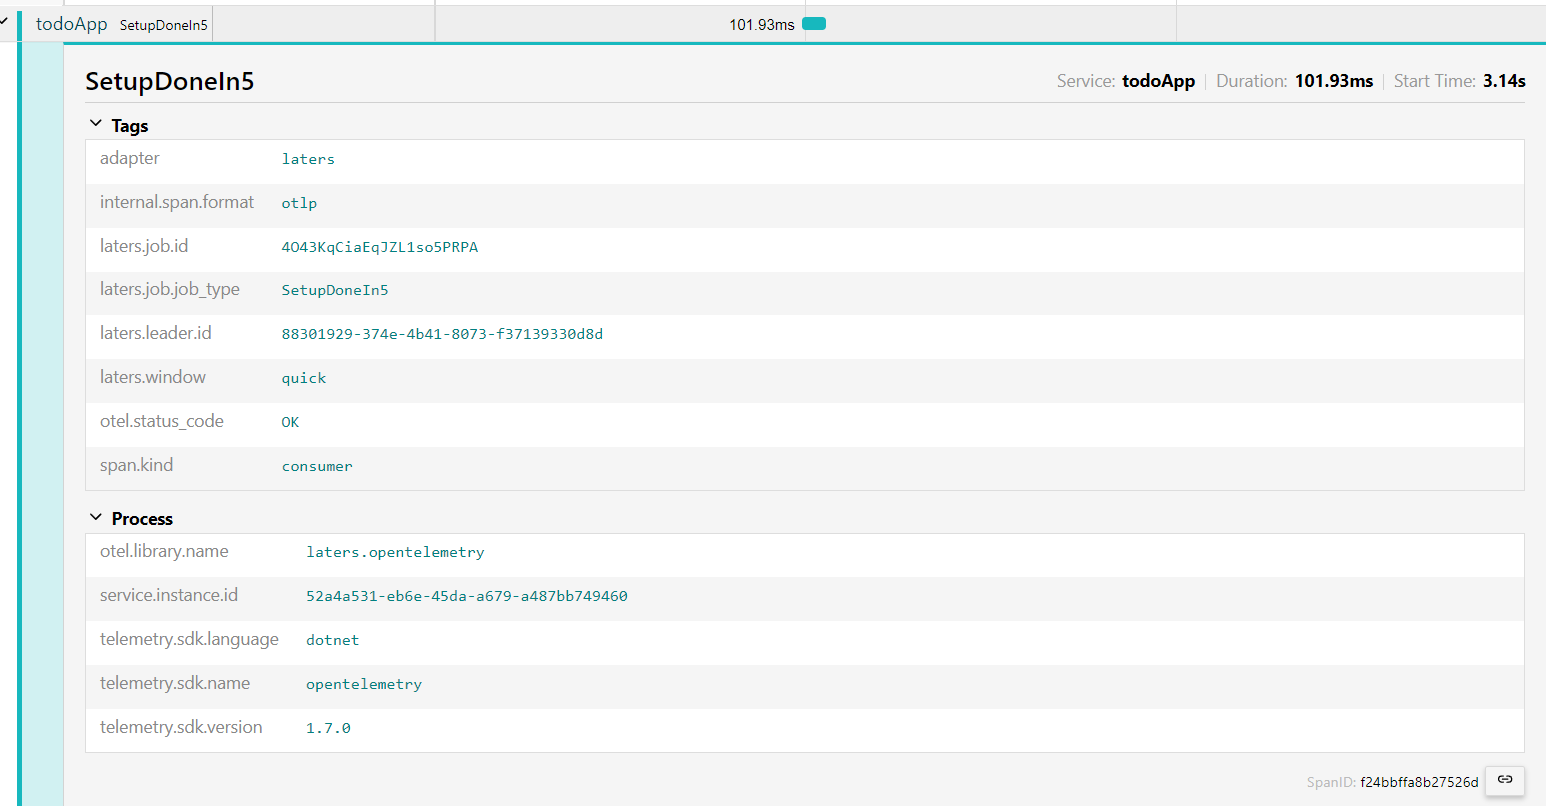 todoApp SetupDoneIn5 101.93ms
SetupDoneIn5 Service: todoApp Duration: 101.93ms Start Time: 3.14s
Tags
adapter laters
internal.span.format otlp
laters.job.id 4O43KqCiaEqJZL1so5PRPA
laters.job.job_type SetupDoneIn5
laters.leader.id 88301929-374e-4b41-8073-f37139330d8d
laters.window quick
otel.status_code OK
span.kind consumer
Process
otel.library.name laters.opentelemetry
service.instance.id 52a4a531-eb6e-45da-a679-a487bb749460
telemetry.sdk.language dotnet
telemetry.sdk.name opentelemetry
telemetry.sdk.version 1.7.0
SpanID: f24bbffa8b27526d